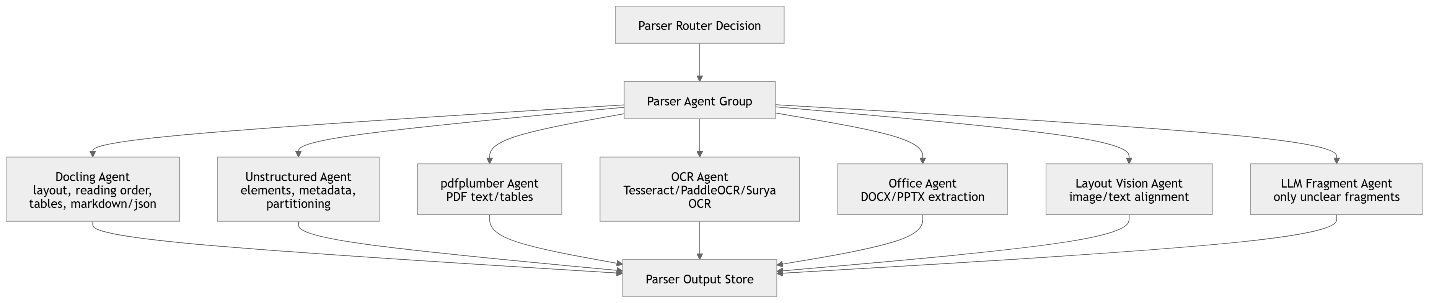 Parser Router Decision
Parser Agent Group
Docling Agent
layout, reading order,
tables, markdown/json
Unstructured Agent
elements, metadata,
partitioning
pdfplumber Agent
PDF text/tables
OCR Agent
Tesseract/PaddleOCR/Surya
OCR
Office Agent
DOCX/PPTX extraction
Layout Vision Agent
image/text alignment
LLM Fragment Agent
only unclear fragments
Parser Output Store